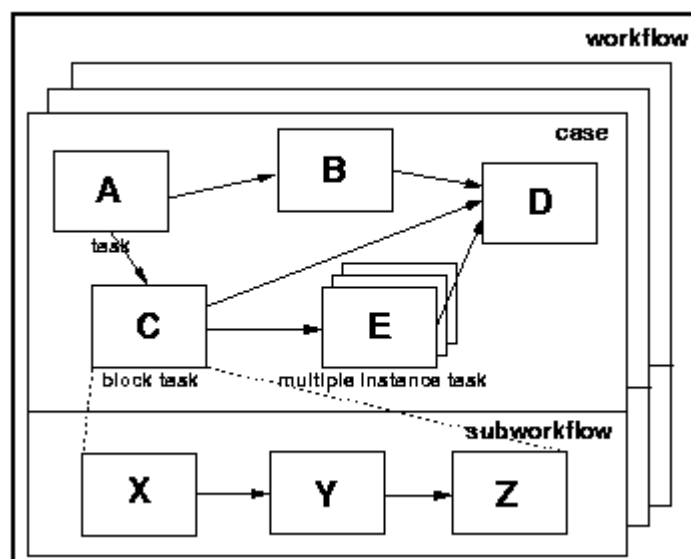 workflow
case
A
B
D
task
C
E
block task
multiple instance task
subworkflow
X
Y
Z